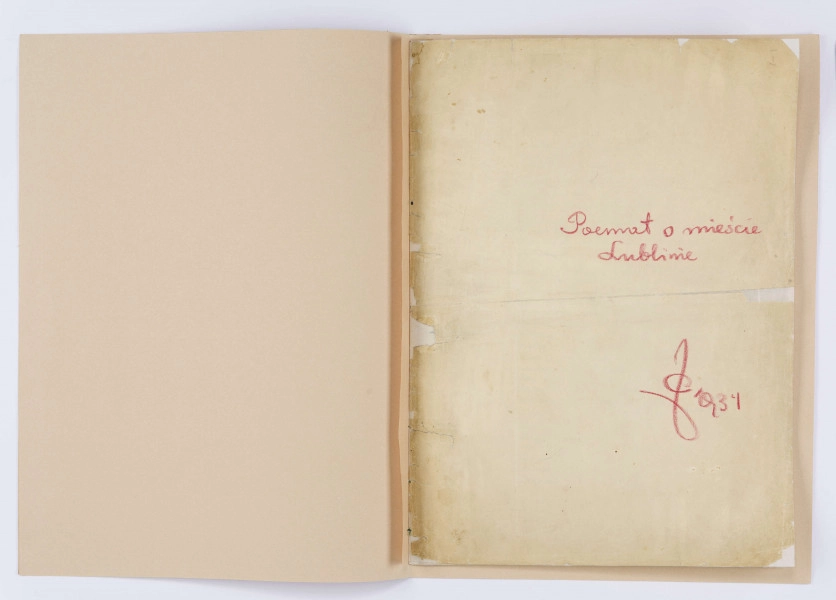 Poemat o mieście
Lublinie
1934